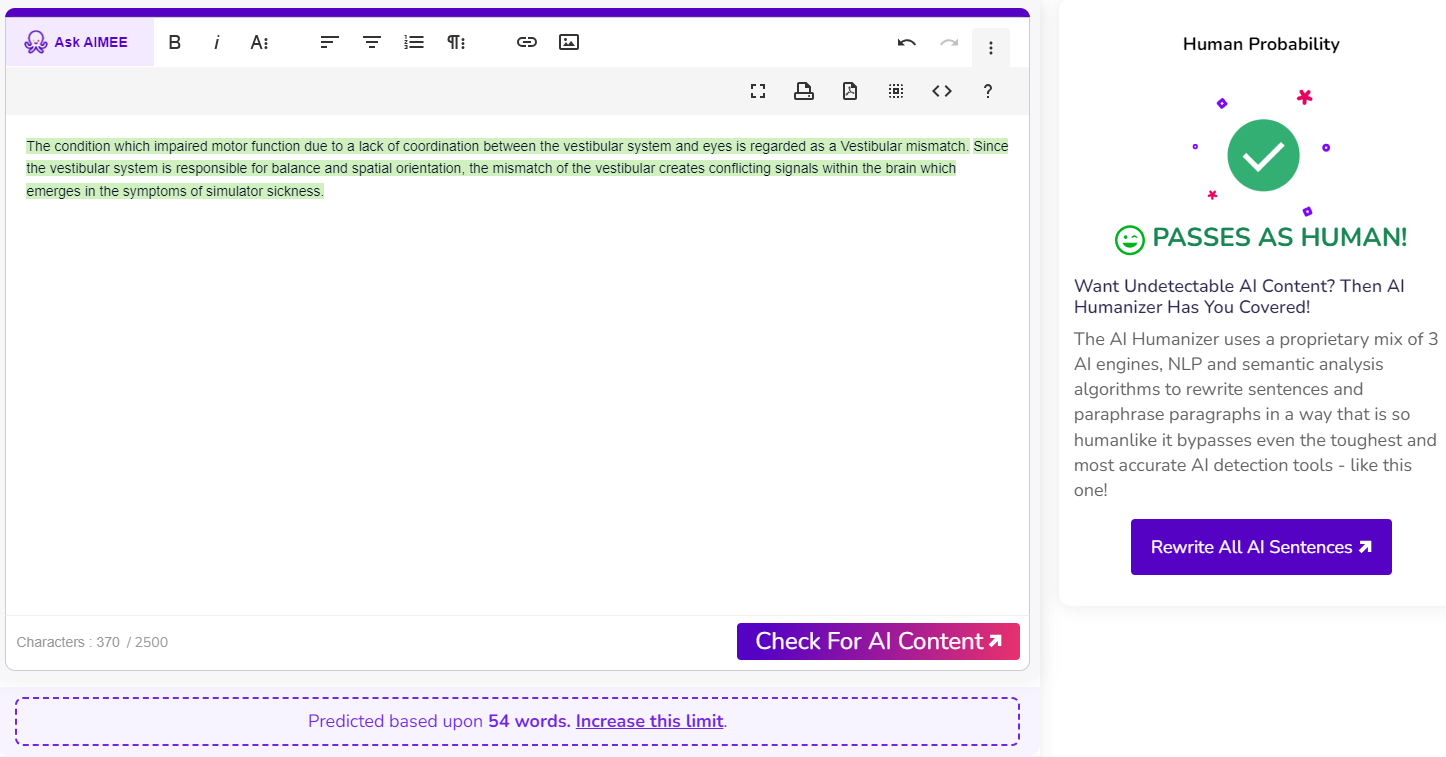 Ask AIMEE
B i A
?
The condition which impaired motor function due to a lack of coordination between the vestibular system and eyes is regarded as a Vestibular mismatch. Since
the vestibular system is responsible for balance and spatial orientation, the mismatch of the vestibular creates conflicting signals within the brain which
emerges in the symptoms of simulator sickness.
Characters : 370 / 2500
Check For AI Content
Predicted based upon 54 words. Increase this limit.
Human Probability
PASSES AS HUMAN!
Want Undetectable AI Content? Then AI
Humanizer Has You Covered!
The AI Humanizer uses a proprietary mix of 3
AI engines, NLP and semantic analysis
algorithms to rewrite sentences and
paraphrase paragraphs in a way that is so
humanlike it bypasses even the toughest and
most accurate AI detection tools - like this
one!
Rewrite All AI Sentences